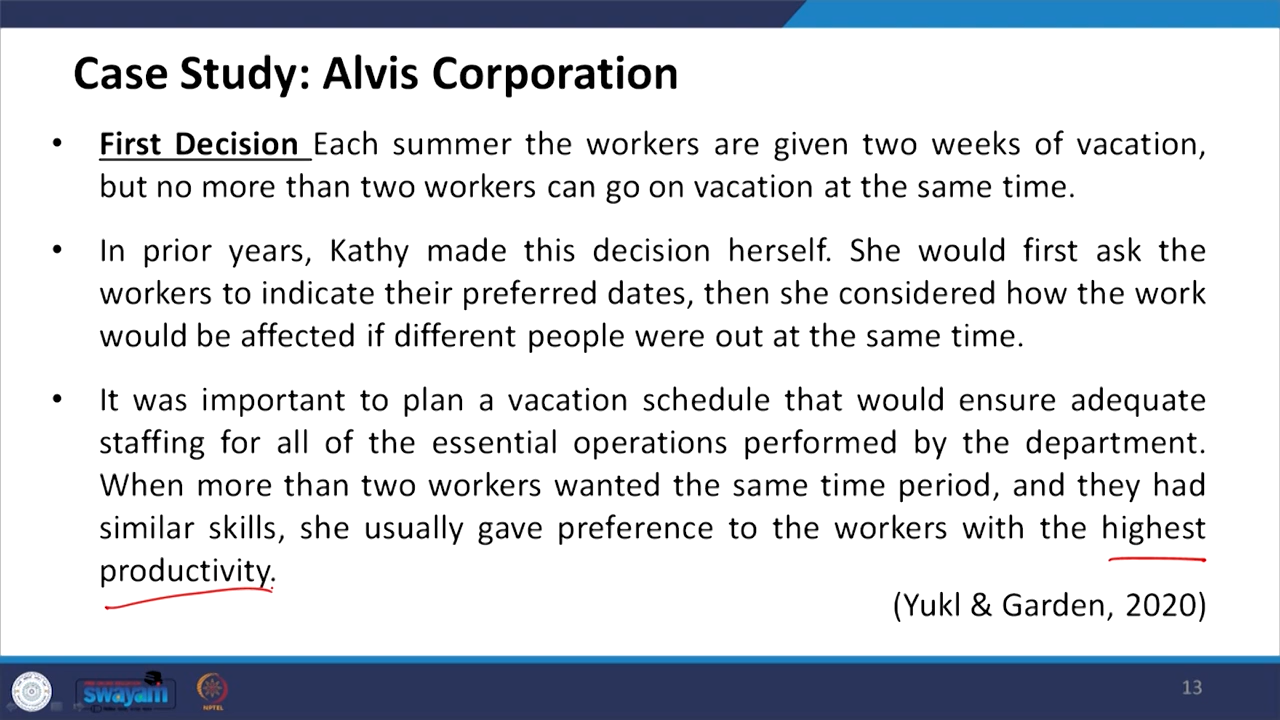 Case Study: Alvis Corporation
• First Decision Each summer the workers are given two weeks of vacation,
but no more than two workers can go on vacation at the same time.
• In prior years, Kathy made this decision herself. She would first ask the
workers to indicate their preferred dates, then she considered how the work
would be affected if different people were out at the same time.
• It was important to plan a vacation schedule that would ensure adequate
staffing for all of the essential operations performed by the department.
When more than two workers wanted the same time period, and they had
similar skills, she usually gave preference to the workers with the highest
productivity.
(Yukl & Garden, 2020)
swayam
NPTEL
13